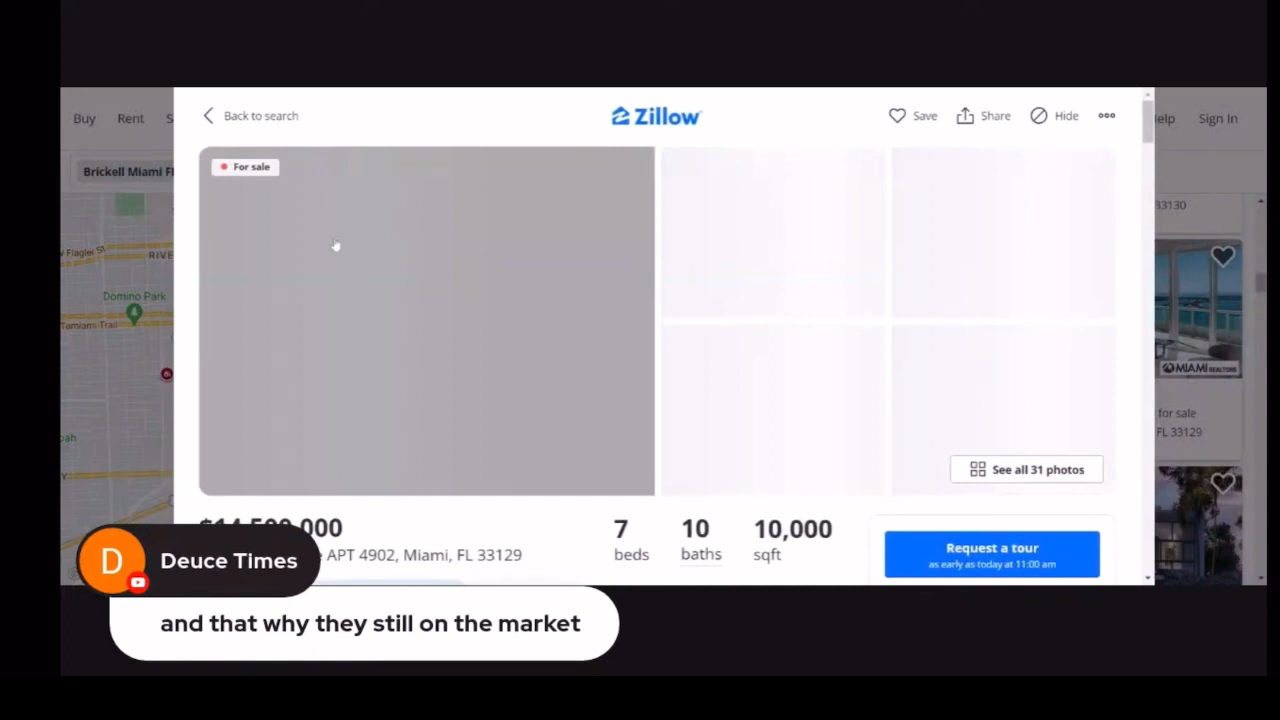 Buy
Rent
Back to search
Zillow
Save
Share
Hide
Sign In
Brickell Miami
For sale
33130
W Flagler St
RIVE
Domino Park
Tamiami Trail
MIAMI REALTORS
for sale
FL 33129
See all 31 photos
7
beds
10
baths
10,000
sqft
APT 4902, Miami, FL 33129
Request a tour
as early as today at 11:00 am
D
Deuce Times
and that why they still on the market